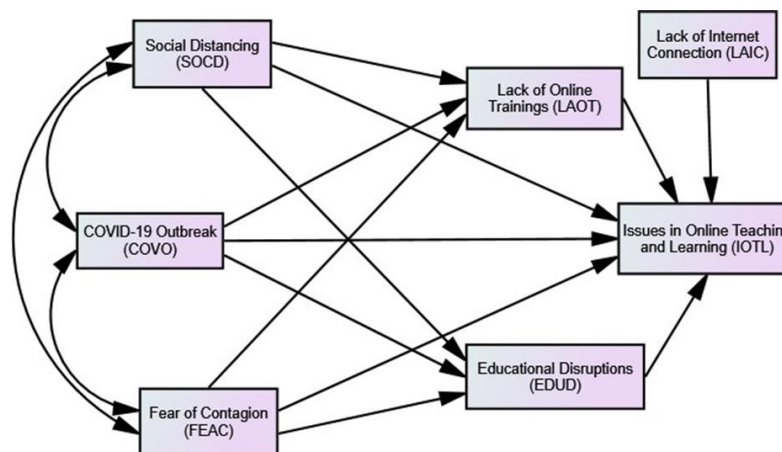 Social Distancing
(SOCD)
Lack of Internet
Connection (LAIC)
Lack of Online
Trainings (LAOT)
COVID-19 Outbreak
(COVO)
Issues in Online Teachin
and Learning (IOTL)
Educational Disruptions
(EDUD)
Fear of Contagion
(FEAC)